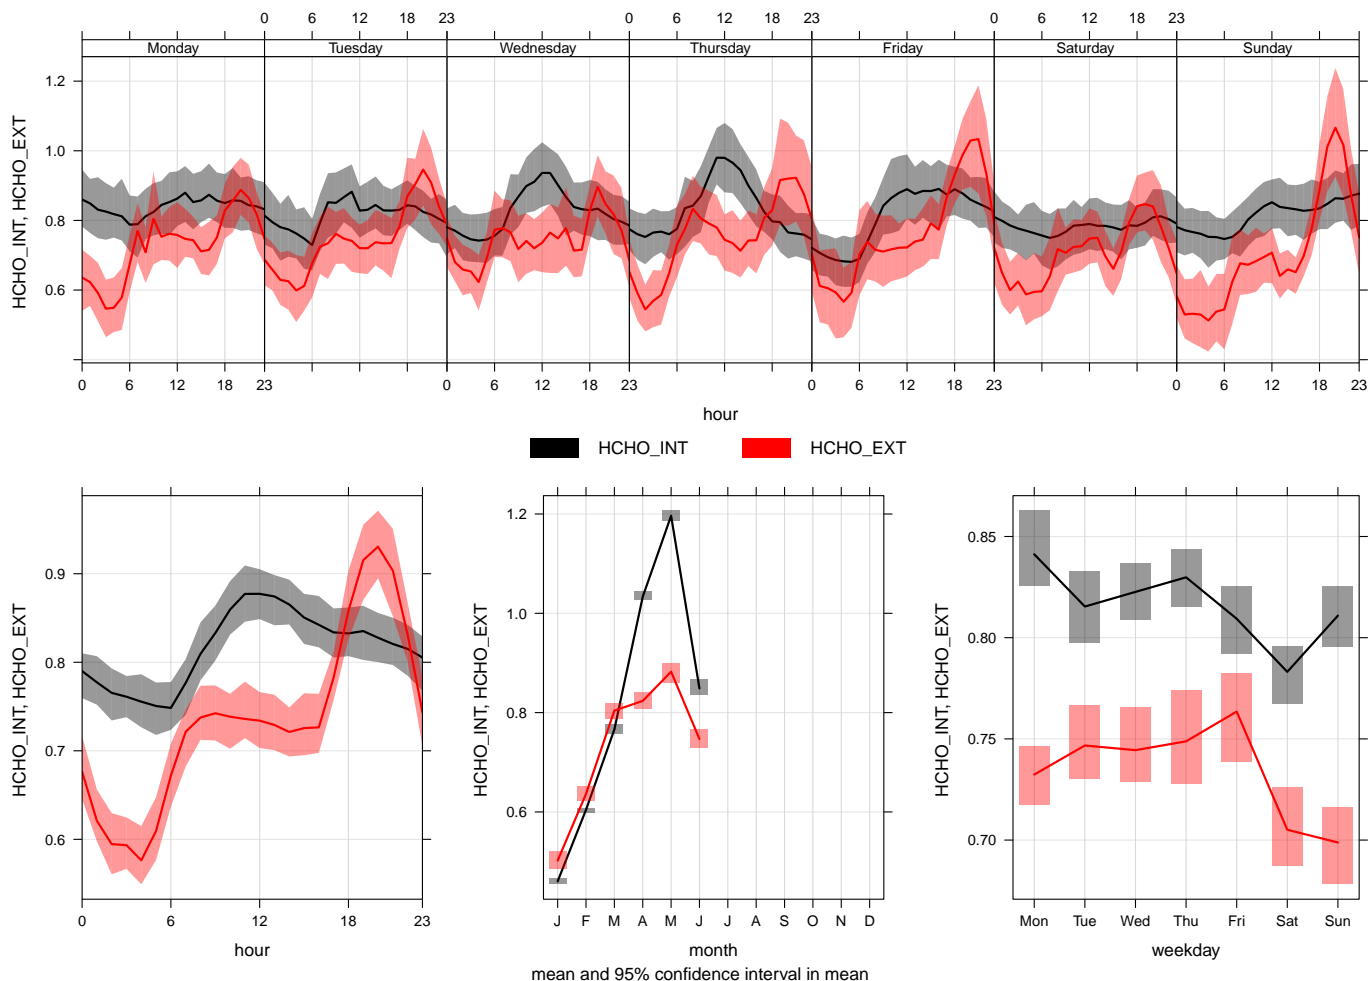 0 6 12 18 23 0 6 12 18 23 0 6 12 18 23
Monday Tuesday Wednesday Thursday Friday Saturday Sunday
HCHO_INT, HCHO_EXT
1.2
1.0
0.8
0.6
0 6 12 18 23 0 6 12 18 23 0 6 12 18 23 0 6 12 18 23
hour
HCHO_INT HCHO_EXT
HCHO_INT, HCHO_EXT
0.9
0.8
0.7
0.6
0 6 12 18 23
hour
HCHO_INT, HCHO_EXT
1.2
1.0
0.8
0.6
J F M A M J J A S O N D
month
HCHO_INT, HCHO_EXT
0.85
0.80
0.75
0.70
Mon Tue Wed Thu Fri Sat Sun
weekday
mean and 95% confidence interval in mean